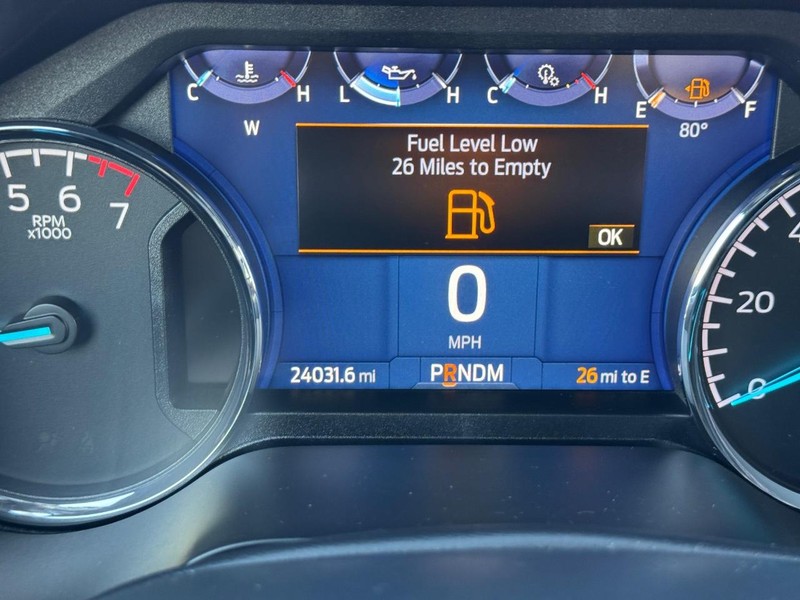 C H L H C H E F
W 80°
Fuel Level Low
26 Miles to Empty
OK
5 6 7
RPM
x1000
0
MPH
20
4
0
24031.6 mi PRNDM 26 mi to E